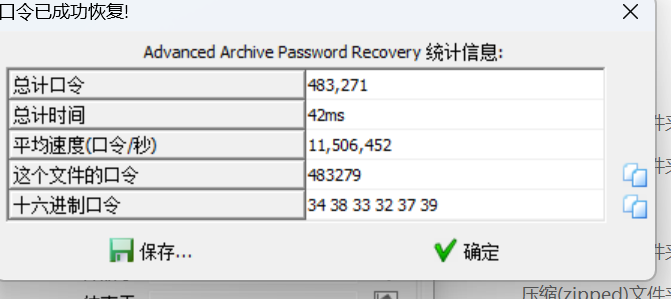 口令已成功恢复!
Advanced Archive Password Recovery 统计信息:
总计口令 483,271
总计时间 42ms
平均速度(口令/秒) 11,506,452
这个文件的口令 483279
十六进制口令 34 38 33 32 37 39
保存... 确定
压缩(zipped)文件夹